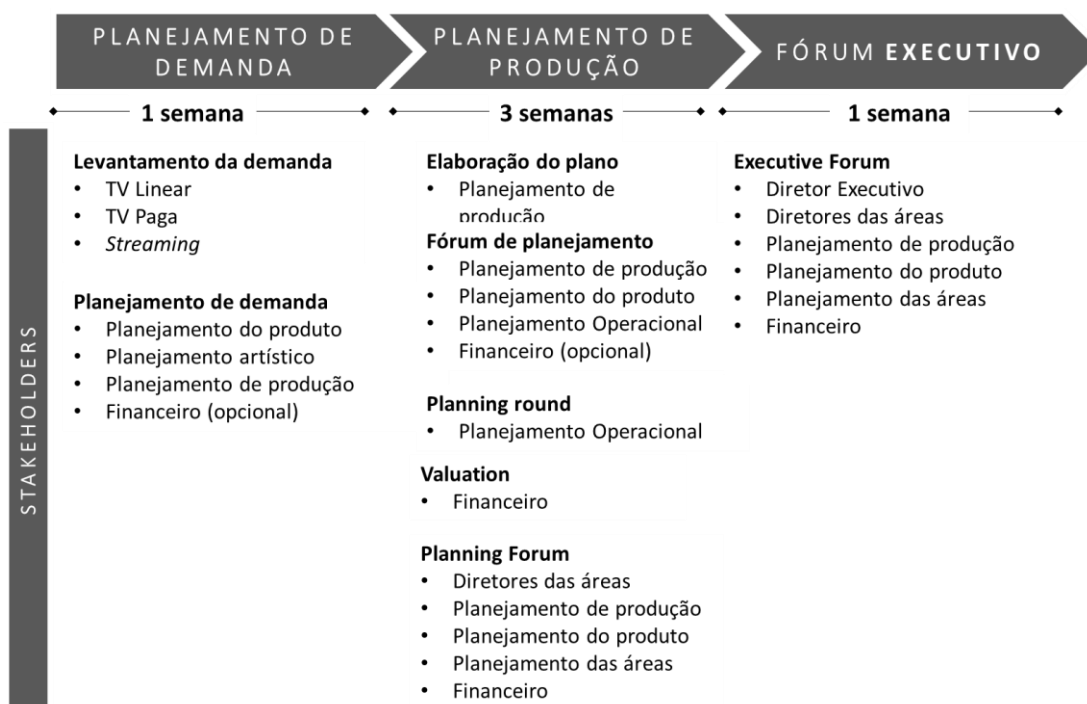 PLANEJAMENTO DE
DEMANDA
PLANEJAMENTO DE
PRODUÇÃO
FÓRUM EXECUTIVO
1 semana
3 semanas
1 semana
STAKEHOLDERS
Levantamento da demanda
• TV Linear
• TV Paga
• Streaming
Planejamento de demanda
• Planejamento do produto
• Planejamento artístico
• Planejamento de produção
• Financeiro (opcional)
Elaboração do plano
• Planejamento de
produção
Fórum de planejamento
• Planejamento de produção
• Planejamento do produto
• Planejamento Operacional
• Financeiro (opcional)
Planning round
• Planejamento Operacional
Valuation
• Financeiro
Planning Forum
• Diretores das áreas
• Planejamento de produção
• Planejamento do produto
• Planejamento das áreas
• Financeiro
Executive Forum
• Diretor Executivo
• Diretores das áreas
• Planejamento de produção
• Planejamento do produto
• Planejamento das áreas
• Financeiro